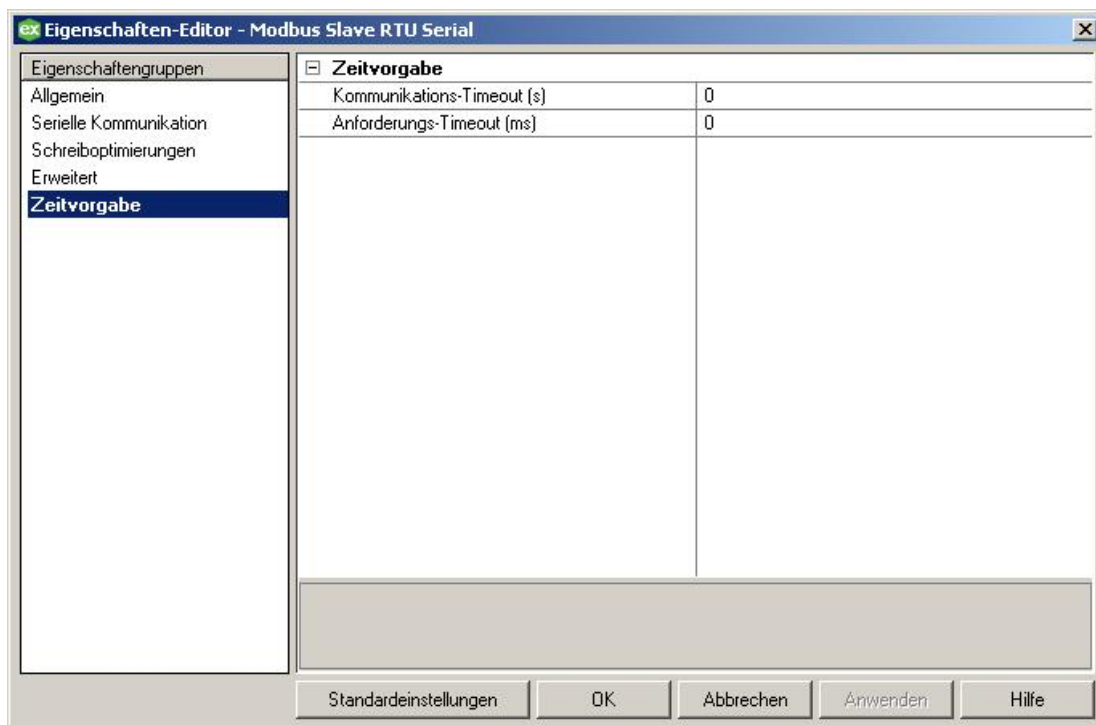 ex Eigenschaften-Editor - Modbus Slave RTU Serial
Eigenschaftengruppen
Allgemein
Serielle Kommunikation
Schreiboptimierungen
Erweitert
Zeitvorgabe
Zeitvorgabe
Kommunikations-Timeout (s) 0
Anforderungs-Timeout (ms) 0
Standardeinstellungen OK Abbrechen Anwenden Hilfe